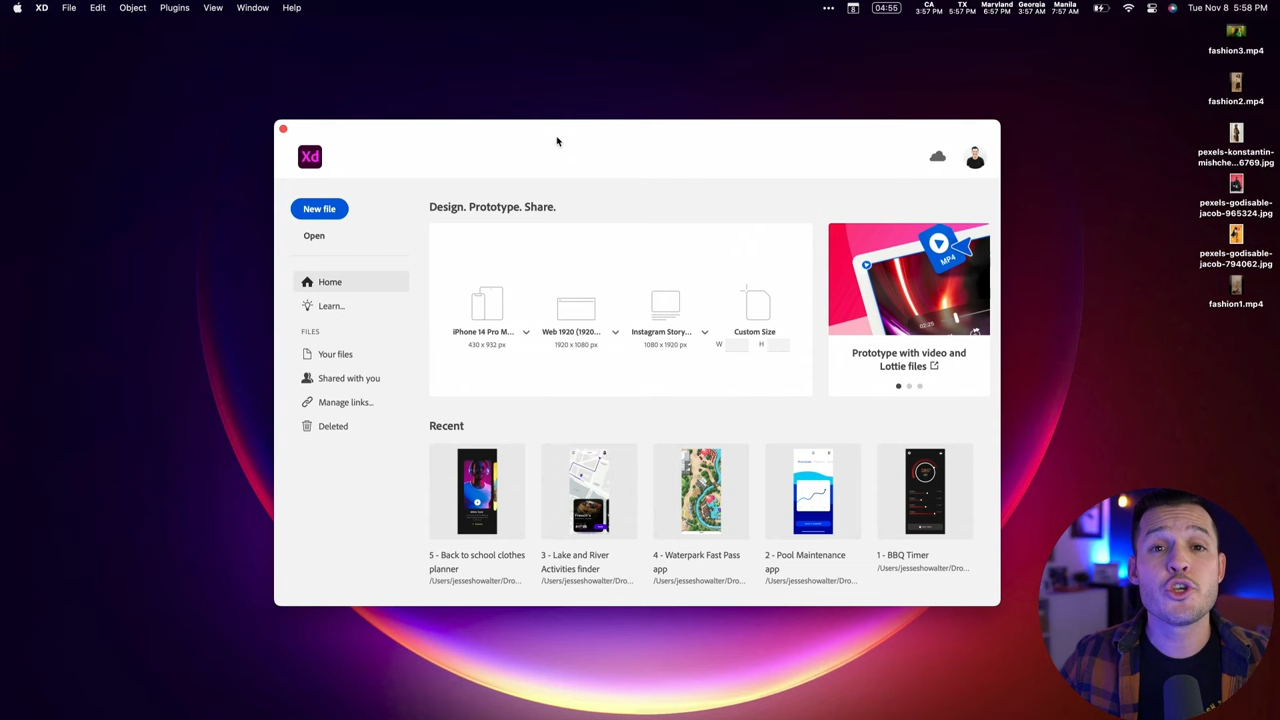 XD File Edit Object Plugins View Window Help
8 04:55 CA TX Maryland Georgia Manila Tue Nov 8 5:58 PM
3:57 PM 5:57 PM 6:57 PM 3:57 AM 7:57 AM
fashion3.mp4
fashion2.mp4
pexels-konstantin-
mishche...6769.jpg
pexels-godisable-
jacob-965324.jpg
pexels-godisable-
jacob-794062.jpg
fashion1.mp4
Xd
New file
Open
Home
Learn...
FILES
Your files
Shared with you
Manage links...
Deleted
Design. Prototype. Share.
iPhone 14 Pro M... Web 1920 (1920... Instagram Story... Custom Size
430 x 932 px 1920 x 1080 px 1080 x 1920 px W H
MP4
02:25
Prototype with video and
Lottie files
Recent
5 - Back to school clothes
planner
/Users/jesseshowalter/Dro...
3 - Lake and River
Activities finder
/Users/jesseshowalter/Dro...
4 - Waterpark Fast Pass
app
/Users/jesseshowalter/Dro...
2 - Pool Maintenance
app
/Users/jesseshowalter/Dro...
1 - BBQ Timer
/Users/jesseshowalter/Dro...